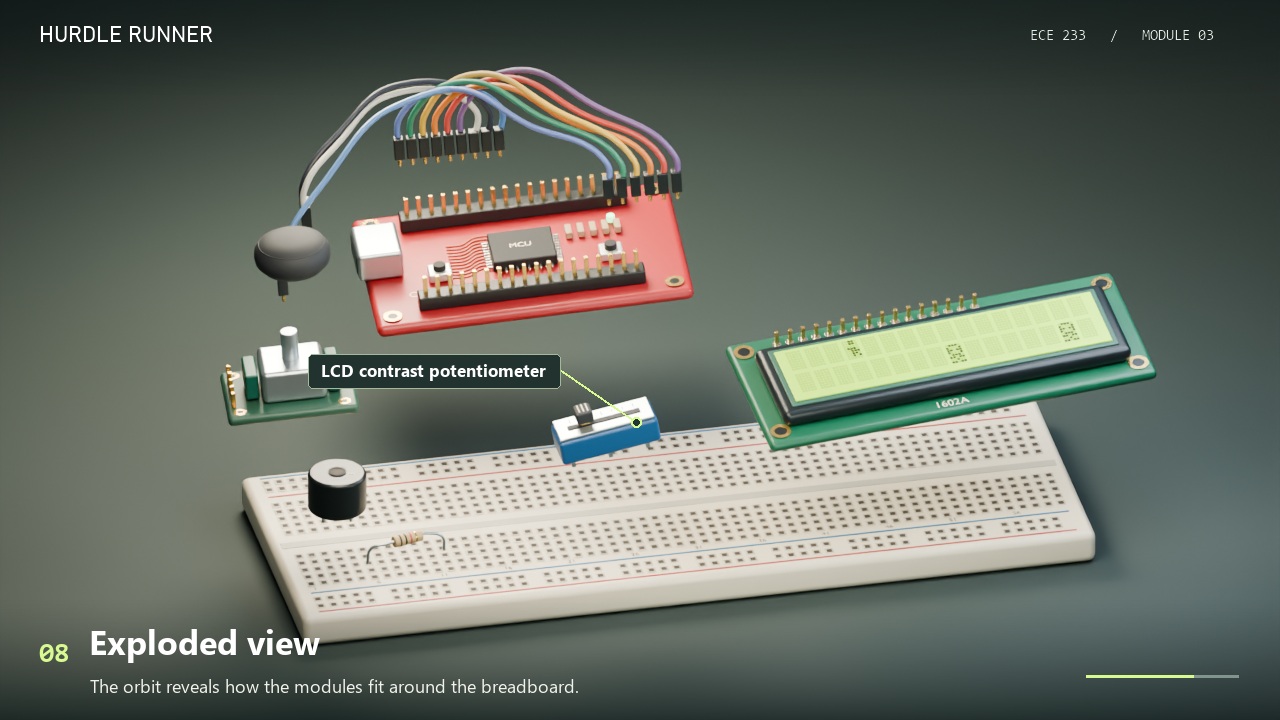 HURDLE RUNNER
ECE 233 / MODULE 03
MCU
LCD contrast potentiometer
1602A
08 Exploded view
The orbit reveals how the modules fit around the breadboard.